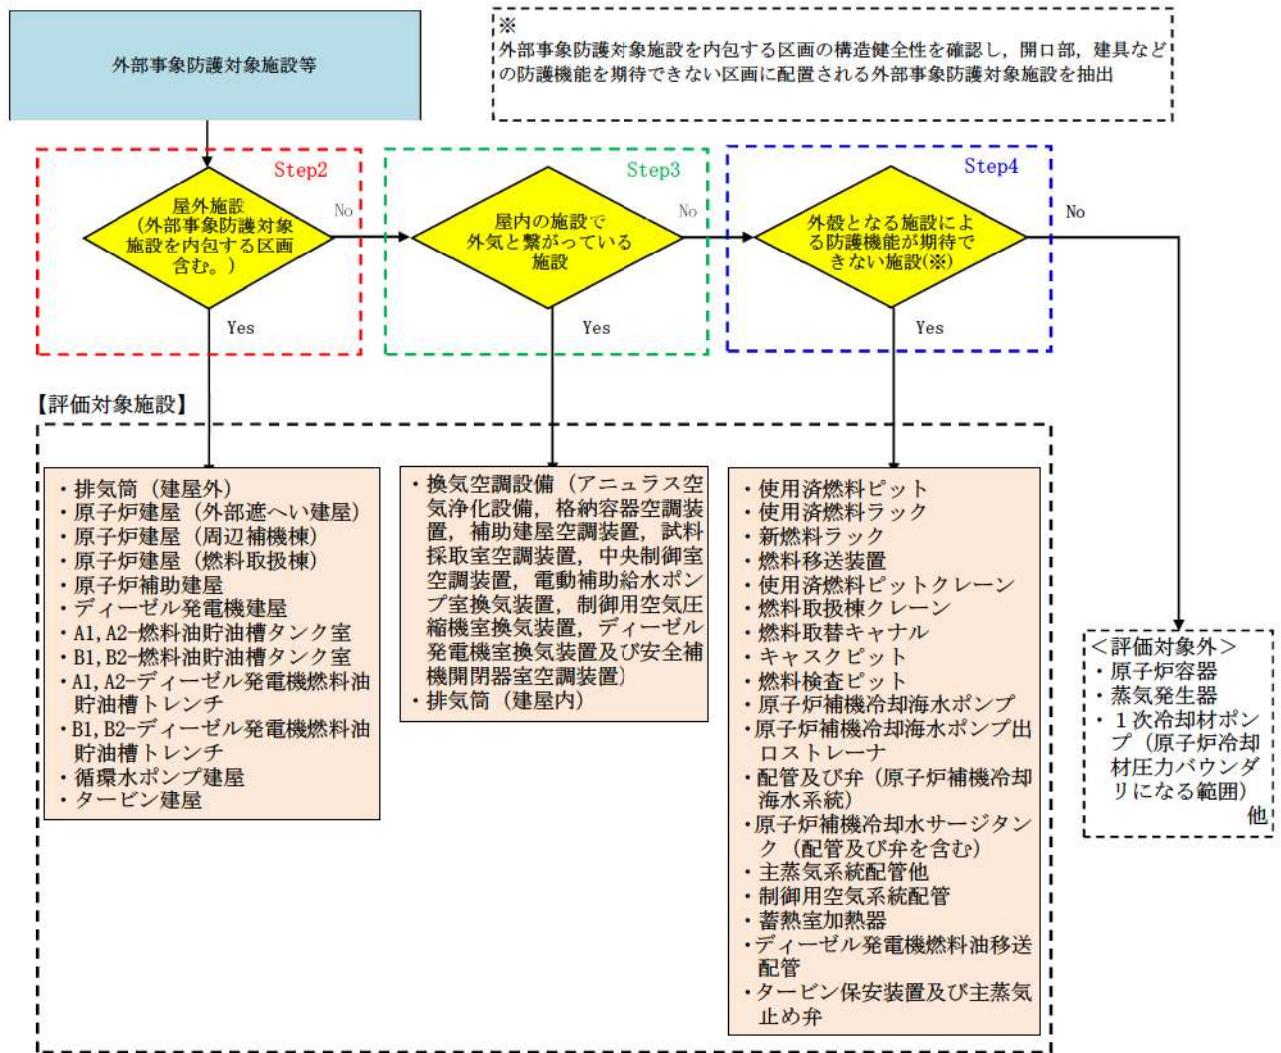 外部事象防護対象施設等
※
外部事象防護対象施設を内包する区画の構造健全性を確認し，開口部，建具など
の防護機能を期待できない区画に配置される外部事象防護対象施設を抽出
Step2
屋外施設
(外部事象防護対象
施設を内包する区画
含む。)
No
Yes
Step3
屋内の施設で
外気と繋がっている
施設
No
Yes
Step4
外殻となる施設によ
る防護機能が期待で
きない施設(※)
No
Yes
【評価対象施設】
・排気筒（建屋外）
・原子炉建屋（外部遮へい建屋）
・原子炉建屋（周辺補機棟）
・原子炉建屋（燃料取扱棟）
・原子炉補助建屋
・ディーゼル発電機建屋
・A1, A2-燃料油貯油槽タンク室
・B1, B2-燃料油貯油槽タンク室
・A1, A2-ディーゼル発電機燃料油
貯油槽トレンチ
・B1, B2-ディーゼル発電機燃料油
貯油槽トレンチ
・循環水ポンプ建屋
・タービン建屋
・換気空調設備（アニュラス空
気浄化設備，格納容器空調装
置，補助建屋空調装置，試料
採取室空調装置，中央制御室
空調装置，電動補助給水ポン
プ室換気装置，制御用空気圧
縮機室換気装置，ディーゼル
発電機室換気装置及び安全補
機開閉器室空調装置）
・排気筒（建屋内）
・使用済燃料ピット
・使用済燃料ラック
・新燃料ラック
・燃料移送装置
・使用済燃料ピットクレーン
・燃料取扱棟クレーン
・燃料取替キャナル
・キャスクピット
・燃料検査ピット
・原子炉補機冷却海水ポンプ
・原子炉補機冷却海水ポンプ出
口ストレーナ
・配管及び弁（原子炉補機冷却
海水系統）
・原子炉補機冷却水サージタン
ク（配管及び弁を含む）
・主蒸気系統配管他
・制御用空気系統配管
・蓄熱室加熱器
・ディーゼル発電機燃料油移送
配管
・タービン保安装置及び主蒸気
止め弁
＜評価対象外＞
・原子炉容器
・蒸気発生器
・１次冷却材ポン
プ（原子炉冷却
材圧力バウンダ
リになる範囲）
他